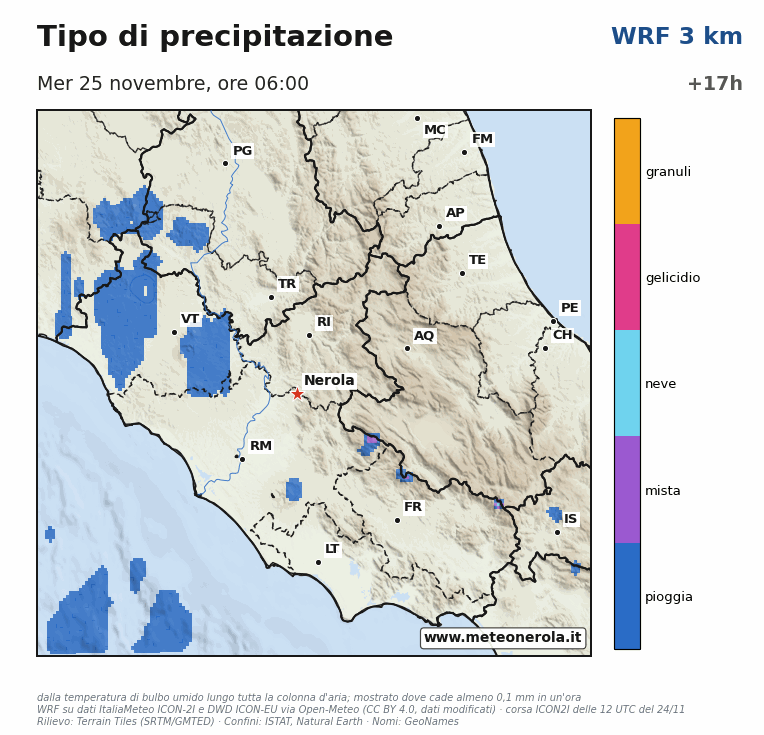 Tipo di precipitazione
WRF 3 km
Mer 25 novembre, ore 06:00
+17h
MC
FM
PG
AP
TE
TR
PE
VT
RI
AQ
CH
Nerola
RM
FR
IS
LT
www.meteonerola.it
granuli
gelicidio
neve
mista
pioggia
dalla temperatura di bulbo umido lungo tutta la colonna d'aria; mostrato dove cade almeno 0,1 mm in un'ora
WRF su dati ItaliaMeteo ICON-2I e DWD ICON-EU via Open-Meteo (CC BY 4.0, dati modificati) · corsa ICON2I delle 12 UTC del 24/11
Rilievo: Terrain Tiles (SRTM/GMTED) · Confini: ISTAT, Natural Earth · Nomi: GeoNames